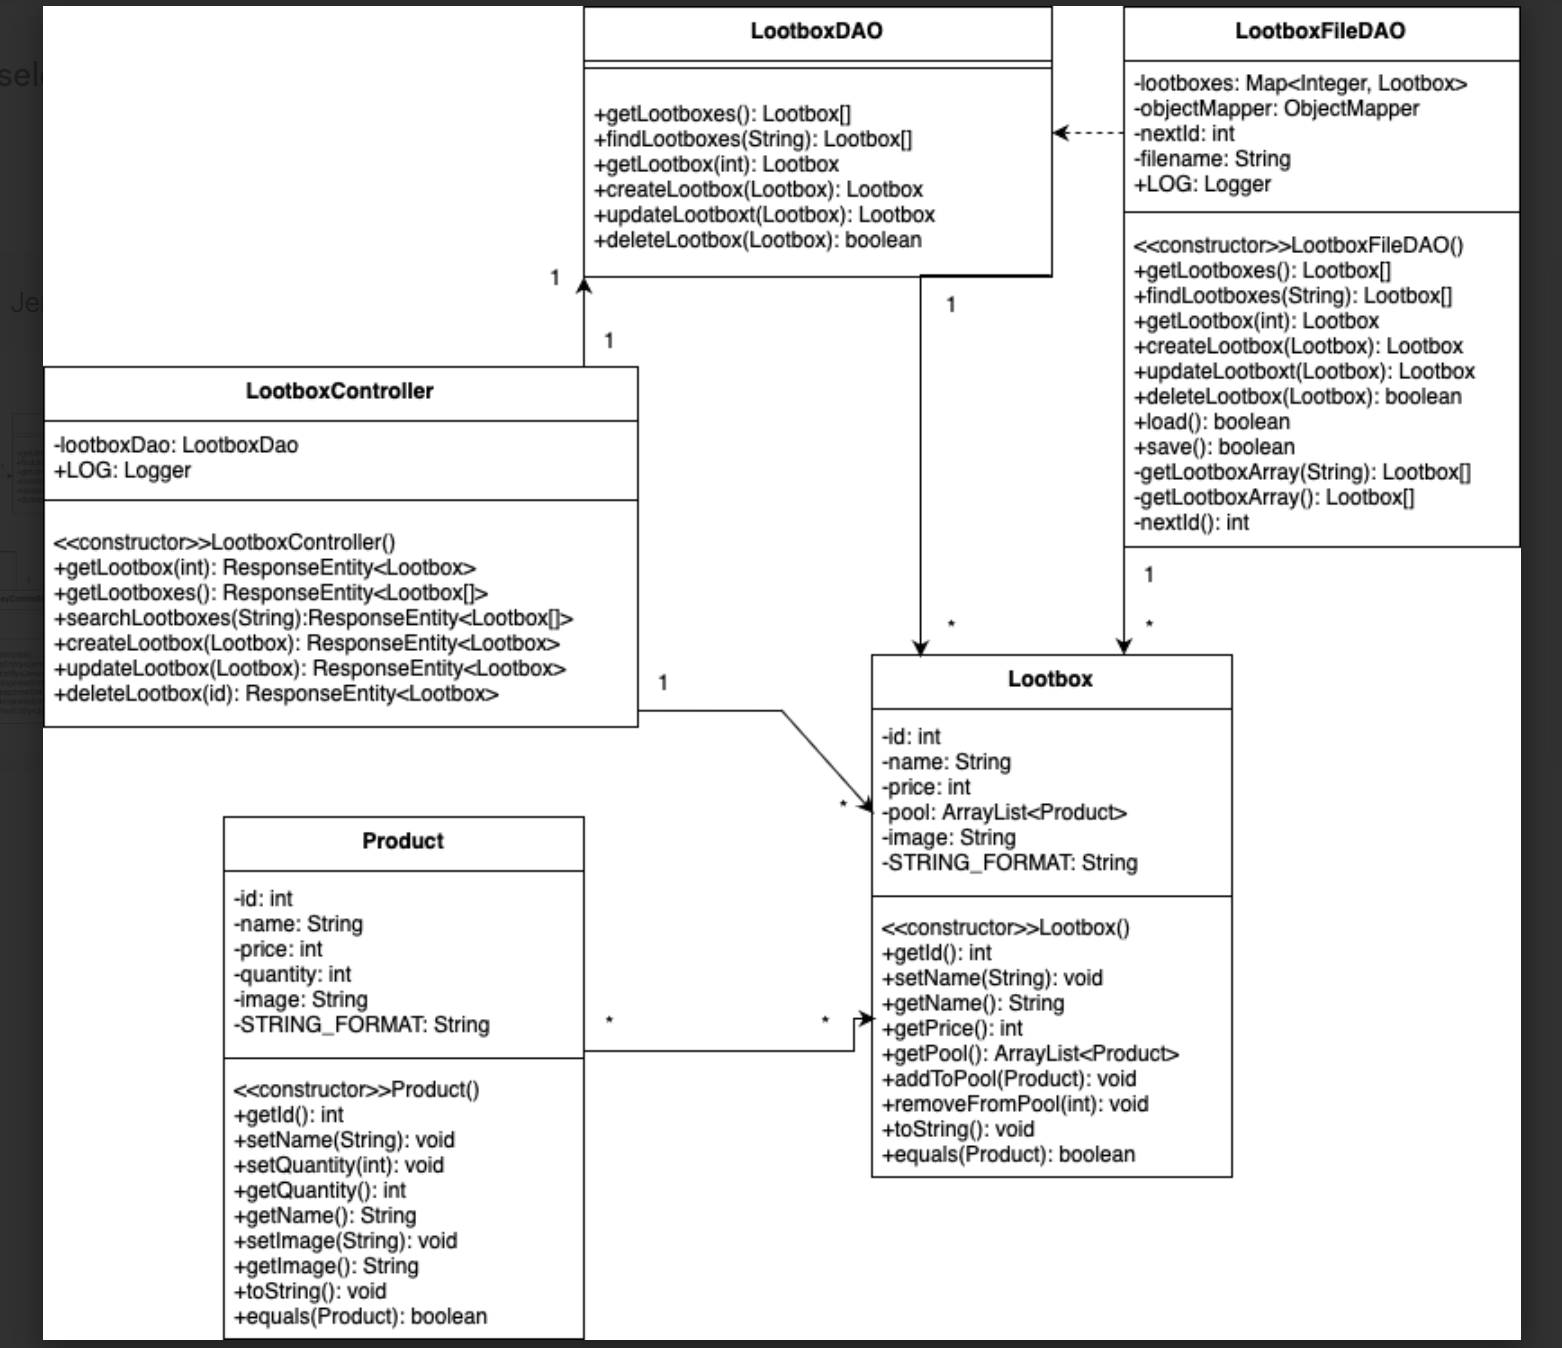 LootboxDAO
+getLootboxes(): Lootbox[]
+findLootboxes(String): Lootbox[]
+getLootbox(int): Lootbox
+createLootbox(Lootbox): Lootbox
+updateLootboxt(Lootbox): Lootbox
+deleteLootbox(Lootbox): boolean
LootboxFileDAO
-lootboxes: Map<Integer, Lootbox>
-objectMapper: ObjectMapper
-nextId: int
-filename: String
+LOG: Logger
<<constructor>>LootboxFileDAO()
+getLootboxes(): Lootbox[]
+findLootboxes(String): Lootbox[]
+getLootbox(int): Lootbox
+createLootbox(Lootbox): Lootbox
+updateLootboxt(Lootbox): Lootbox
+deleteLootbox(Lootbox): boolean
+load(): boolean
+save(): boolean
-getLootboxArray(String): Lootbox[]
-getLootboxArray(): Lootbox[]
-nextId(): int
1
1
1
1
*
*
LootboxController
-lootboxDao: LootboxDao
+LOG: Logger
<<constructor>>LootboxController()
+getLootbox(int): ResponseEntity<Lootbox>
+getLootboxes(): ResponseEntity<Lootbox[]>
+searchLootboxes(String):ResponseEntity<Lootbox[]>
+createLootbox(Lootbox): ResponseEntity<Lootbox>
+updateLootbox(Lootbox): ResponseEntity<Lootbox>
+deleteLootbox(id): ResponseEntity<Lootbox>
1
*
Lootbox
-id: int
-name: String
-price: int
-pool: ArrayList<Product>
-image: String
-STRING_FORMAT: String
<<constructor>>Lootbox()
+getId(): int
+setName(String): void
+getName(): String
+getPrice(): int
+getPool(): ArrayList<Product>
+addToPool(Product): void
+removeFromPool(int): void
+toString(): void
+equals(Product): boolean
Product
-id: int
-name: String
-price: int
-quantity: int
-image: String
-STRING_FORMAT: String
<<constructor>>Product()
+getId(): int
+setName(String): void
+setQuantity(int): void
+getQuantity(): int
+getName(): String
+setImage(String): void
+getImage(): String
+toString(): void
+equals(Product): boolean
*
*
sel
Je